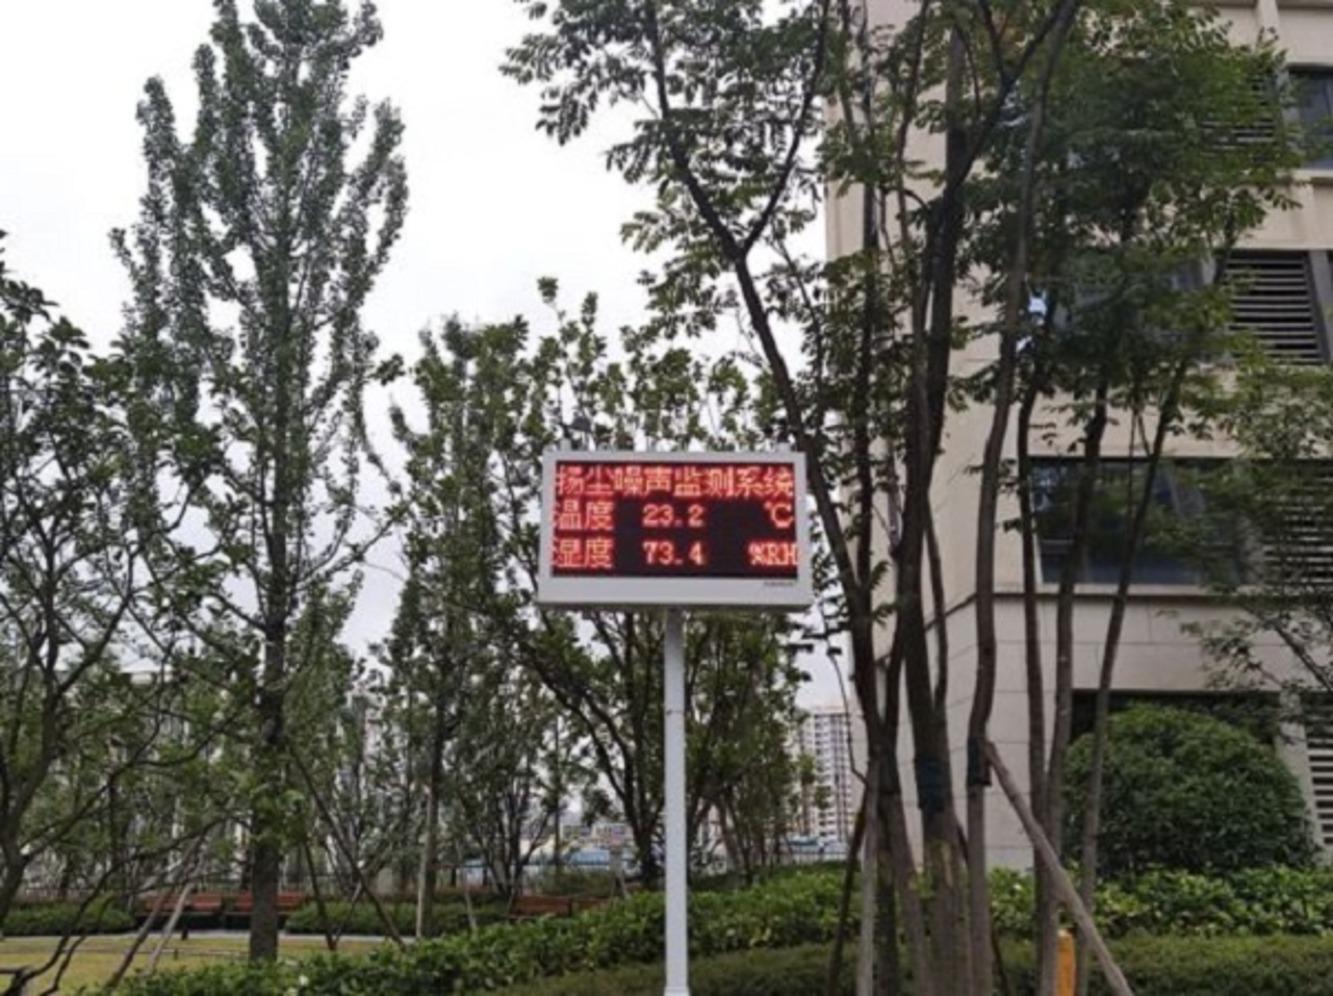 扬尘噪声监测系统
温度 23.2 ℃
湿度 73.4 %RH